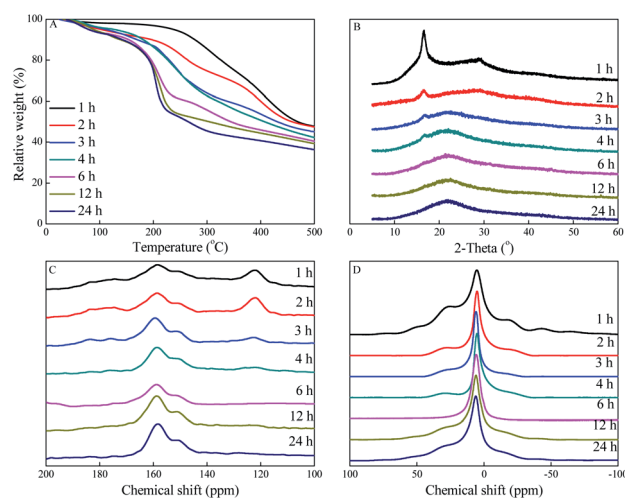 A
100
80
60
40
20
0
Relative weight (%)
1 h
2 h
3 h
4 h
6 h
12 h
24 h
0 100 200 300 400 500
Temperature (°C)
B
1 h
2 h
3 h
4 h
6 h
12 h
24 h
0 10 20 30 40 50 60
2-Theta (°)
C
1 h
2 h
3 h
4 h
6 h
12 h
24 h
200 180 160 140 120 100
Chemical shift (ppm)
D
1 h
2 h
3 h
4 h
6 h
12 h
24 h
100 50 0 -50 -100
Chemical shift (ppm)